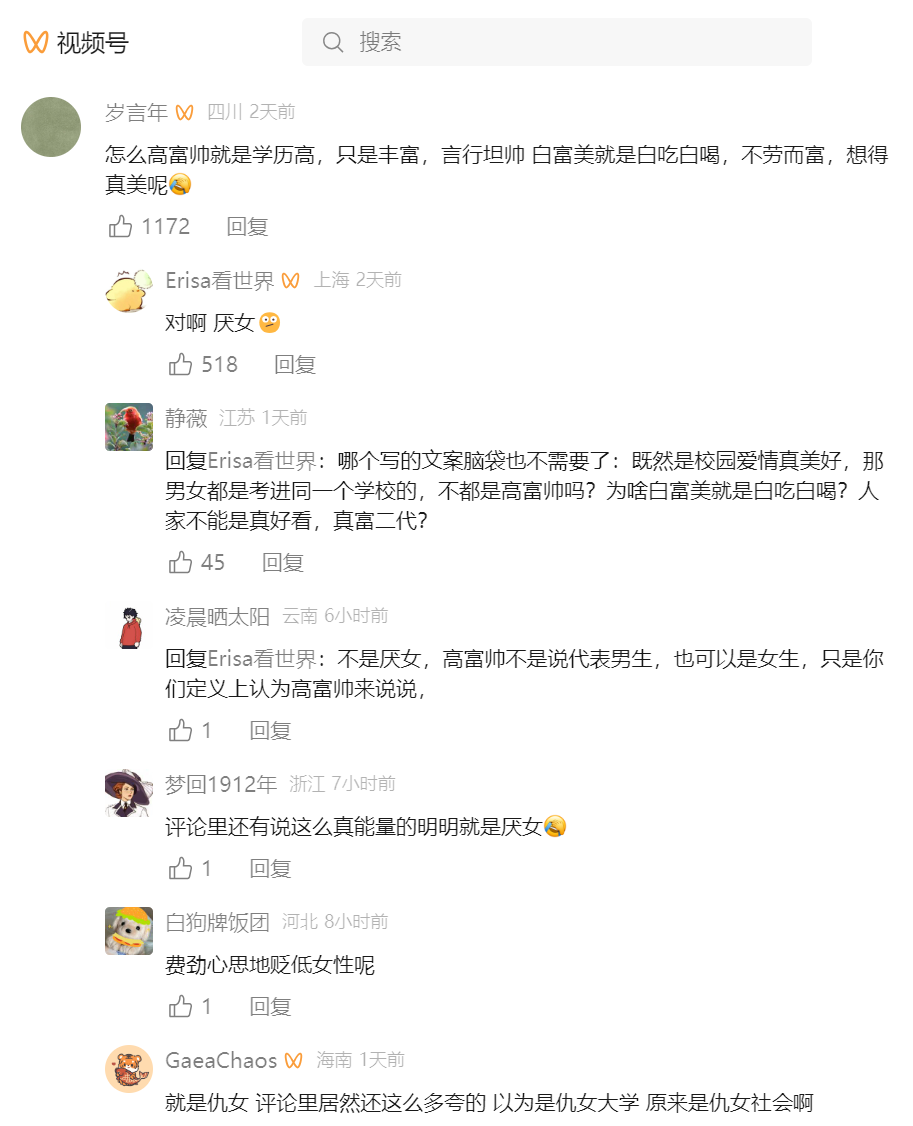 视频号
搜索
岁言年 四川 2天前
怎么高富帅就是学历高，只是丰富，言行坦帅 白富美就是白吃白喝，不劳而富，想得
真美呢🤣
1172 回复
Erisa看世界 上海 2天前
对啊 厌女🫤
518 回复
静薇 江苏 1天前
回复Erisa看世界：哪个写的文案脑袋也不需要了：既然是校园爱情真美好，那
男女都是考进同一个学校的，不都是高富帅吗？为啥白富美就是白吃白喝？人
家不能是真好看，真富二代？
45 回复
凌晨晒太阳 云南 6小时前
回复Erisa看世界：不是厌女，高富帅不是说代表男生，也可以是女生，只是你
们定义上认为高富帅来说说，
1 回复
梦回1912年 浙江 7小时前
评论里还有说这么真能量的明明就是厌女🤣
1 回复
白狗牌饭团 河北 8小时前
费劲心思地贬低女性呢
1 回复
GaeaChaos 海南 1天前
就是仇女 评论里居然还这么多夸的 以为是仇女大学 原来是仇女社会啊